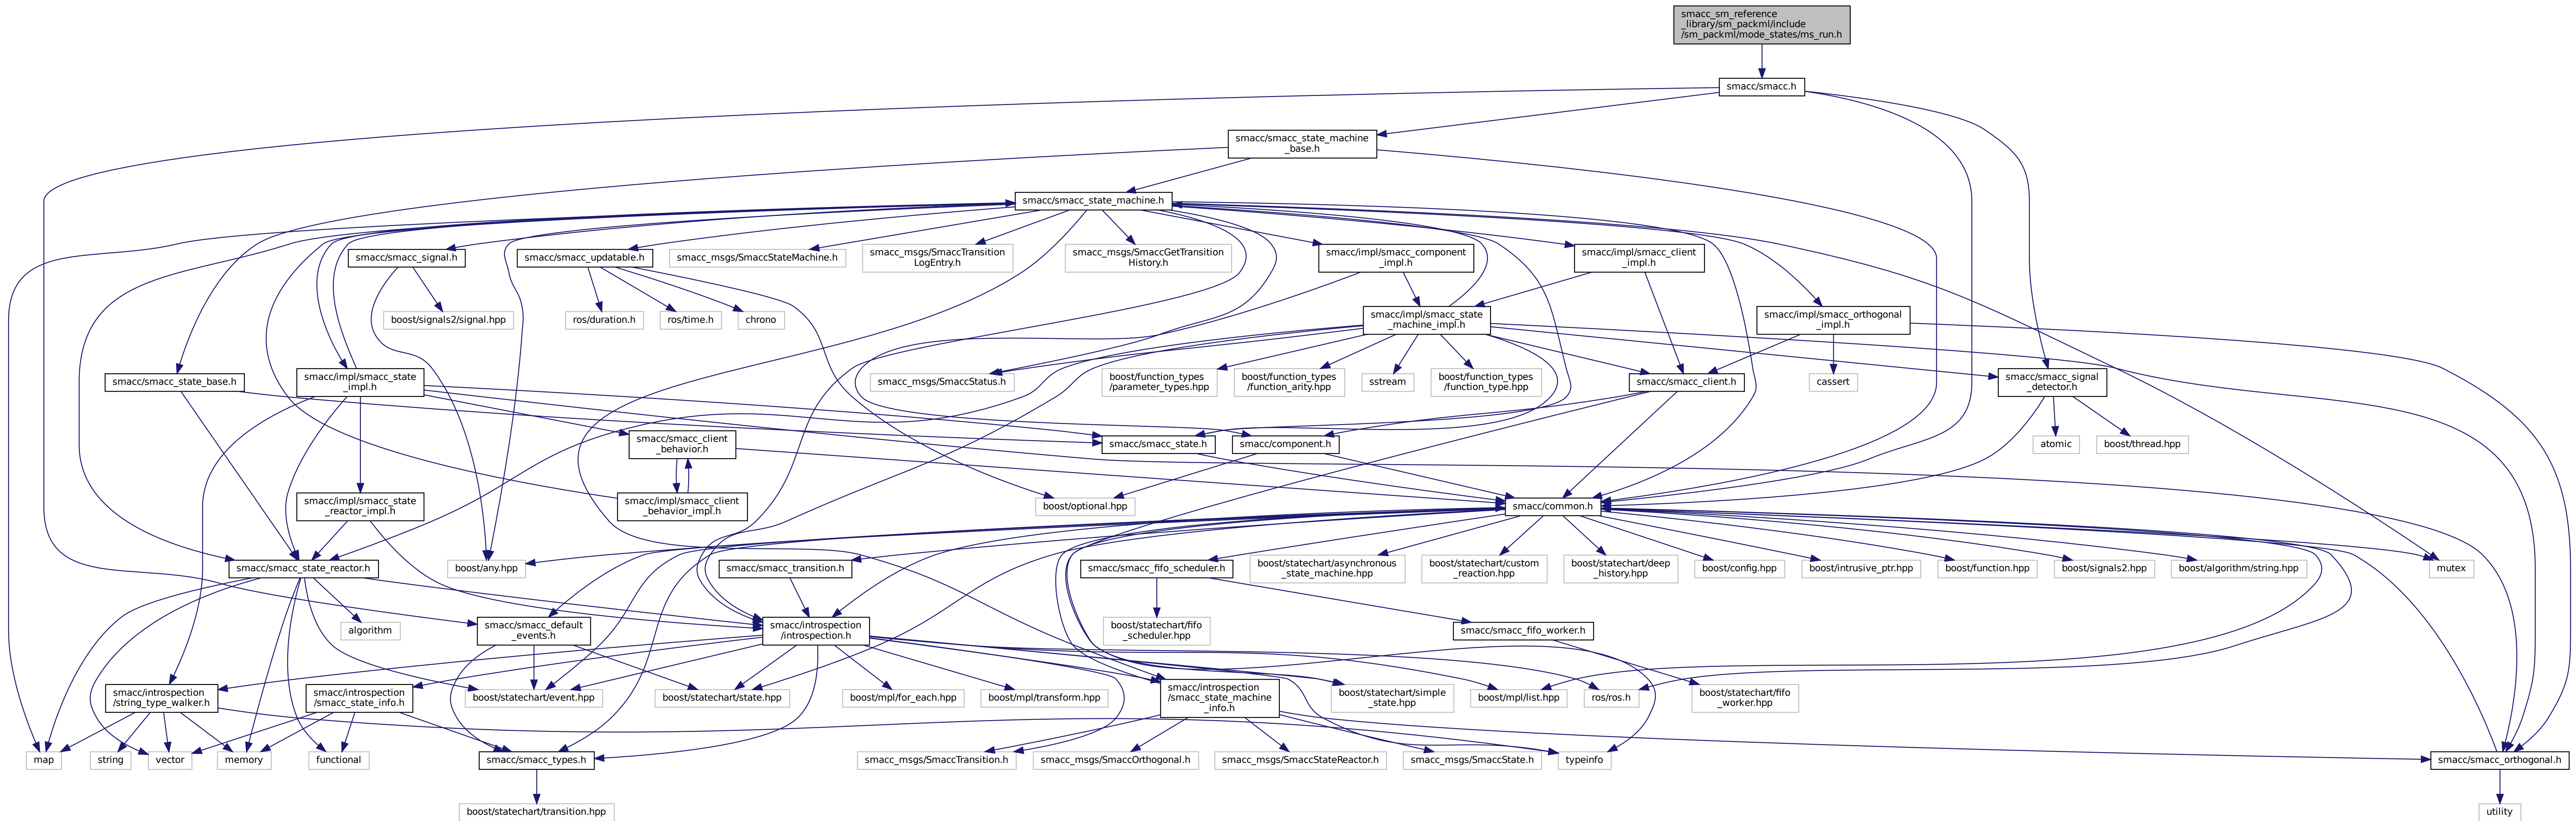 smacc_sm_reference
_library/sm_packml/include
/sm_packml/mode_states/ms_run.h
smacc/smacc.h
smacc/smacc_state_machine
_base.h
smacc/smacc_state_machine.h
smacc/smacc_signal.h
smacc/smacc_updatable.h
smacc_msgs/SmaccStateMachine.h
smacc_msgs/SmaccTransition
LogEntry.h
smacc_msgs/SmaccGetTransition
History.h
smacc/impl/smacc_component
_impl.h
smacc/impl/smacc_client
_impl.h
boost/signals2/signal.hpp
ros/duration.h
ros/time.h
chrono
smacc/impl/smacc_state
_machine_impl.h
smacc/impl/smacc_orthogonal
_impl.h
smacc/smacc_state_base.h
smacc/impl/smacc_state
_impl.h
smacc_msgs/SmaccStatus.h
boost/function_types
/parameter_types.hpp
boost/function_types
/function_arity.hpp
sstream
boost/function_types
/function_type.hpp
smacc/smacc_client.h
cassert
smacc/smacc_signal
_detector.h
smacc/smacc_client
_behavior.h
smacc/smacc_state.h
smacc/component.h
atomic
boost/thread.hpp
smacc/impl/smacc_state
_reactor_impl.h
smacc/impl/smacc_client
_behavior_impl.h
boost/optional.hpp
smacc/common.h
smacc/smacc_state_reactor.h
boost/any.hpp
smacc/smacc_transition.h
smacc/smacc_fifo_scheduler.h
boost/statechart/asynchronous
_state_machine.hpp
boost/statechart/custom
_reaction.hpp
boost/statechart/deep
_history.hpp
boost/config.hpp
boost/intrusive_ptr.hpp
boost/function.hpp
boost/signals2.hpp
boost/algorithm/string.hpp
mutex
algorithm
smacc/smacc_default
_events.h
smacc/introspection
/introspection.h
boost/statechart/fifo
_scheduler.hpp
smacc/smacc_fifo_worker.h
smacc/introspection
/string_type_walker.h
smacc/introspection
/smacc_state_info.h
boost/statechart/event.hpp
boost/statechart/state.hpp
boost/mpl/for_each.hpp
boost/mpl/transform.hpp
smacc/introspection
/smacc_state_machine
_info.h
boost/statechart/simple
_state.hpp
boost/mpl/list.hpp
ros/ros.h
boost/statechart/fifo
_worker.hpp
map
string
vector
memory
functional
smacc/smacc_types.h
smacc_msgs/SmaccTransition.h
smacc_msgs/SmaccOrthogonal.h
smacc_msgs/SmaccStateReactor.h
smacc_msgs/SmaccState.h
typeinfo
smacc/smacc_orthogonal.h
boost/statechart/transition.hpp
utility